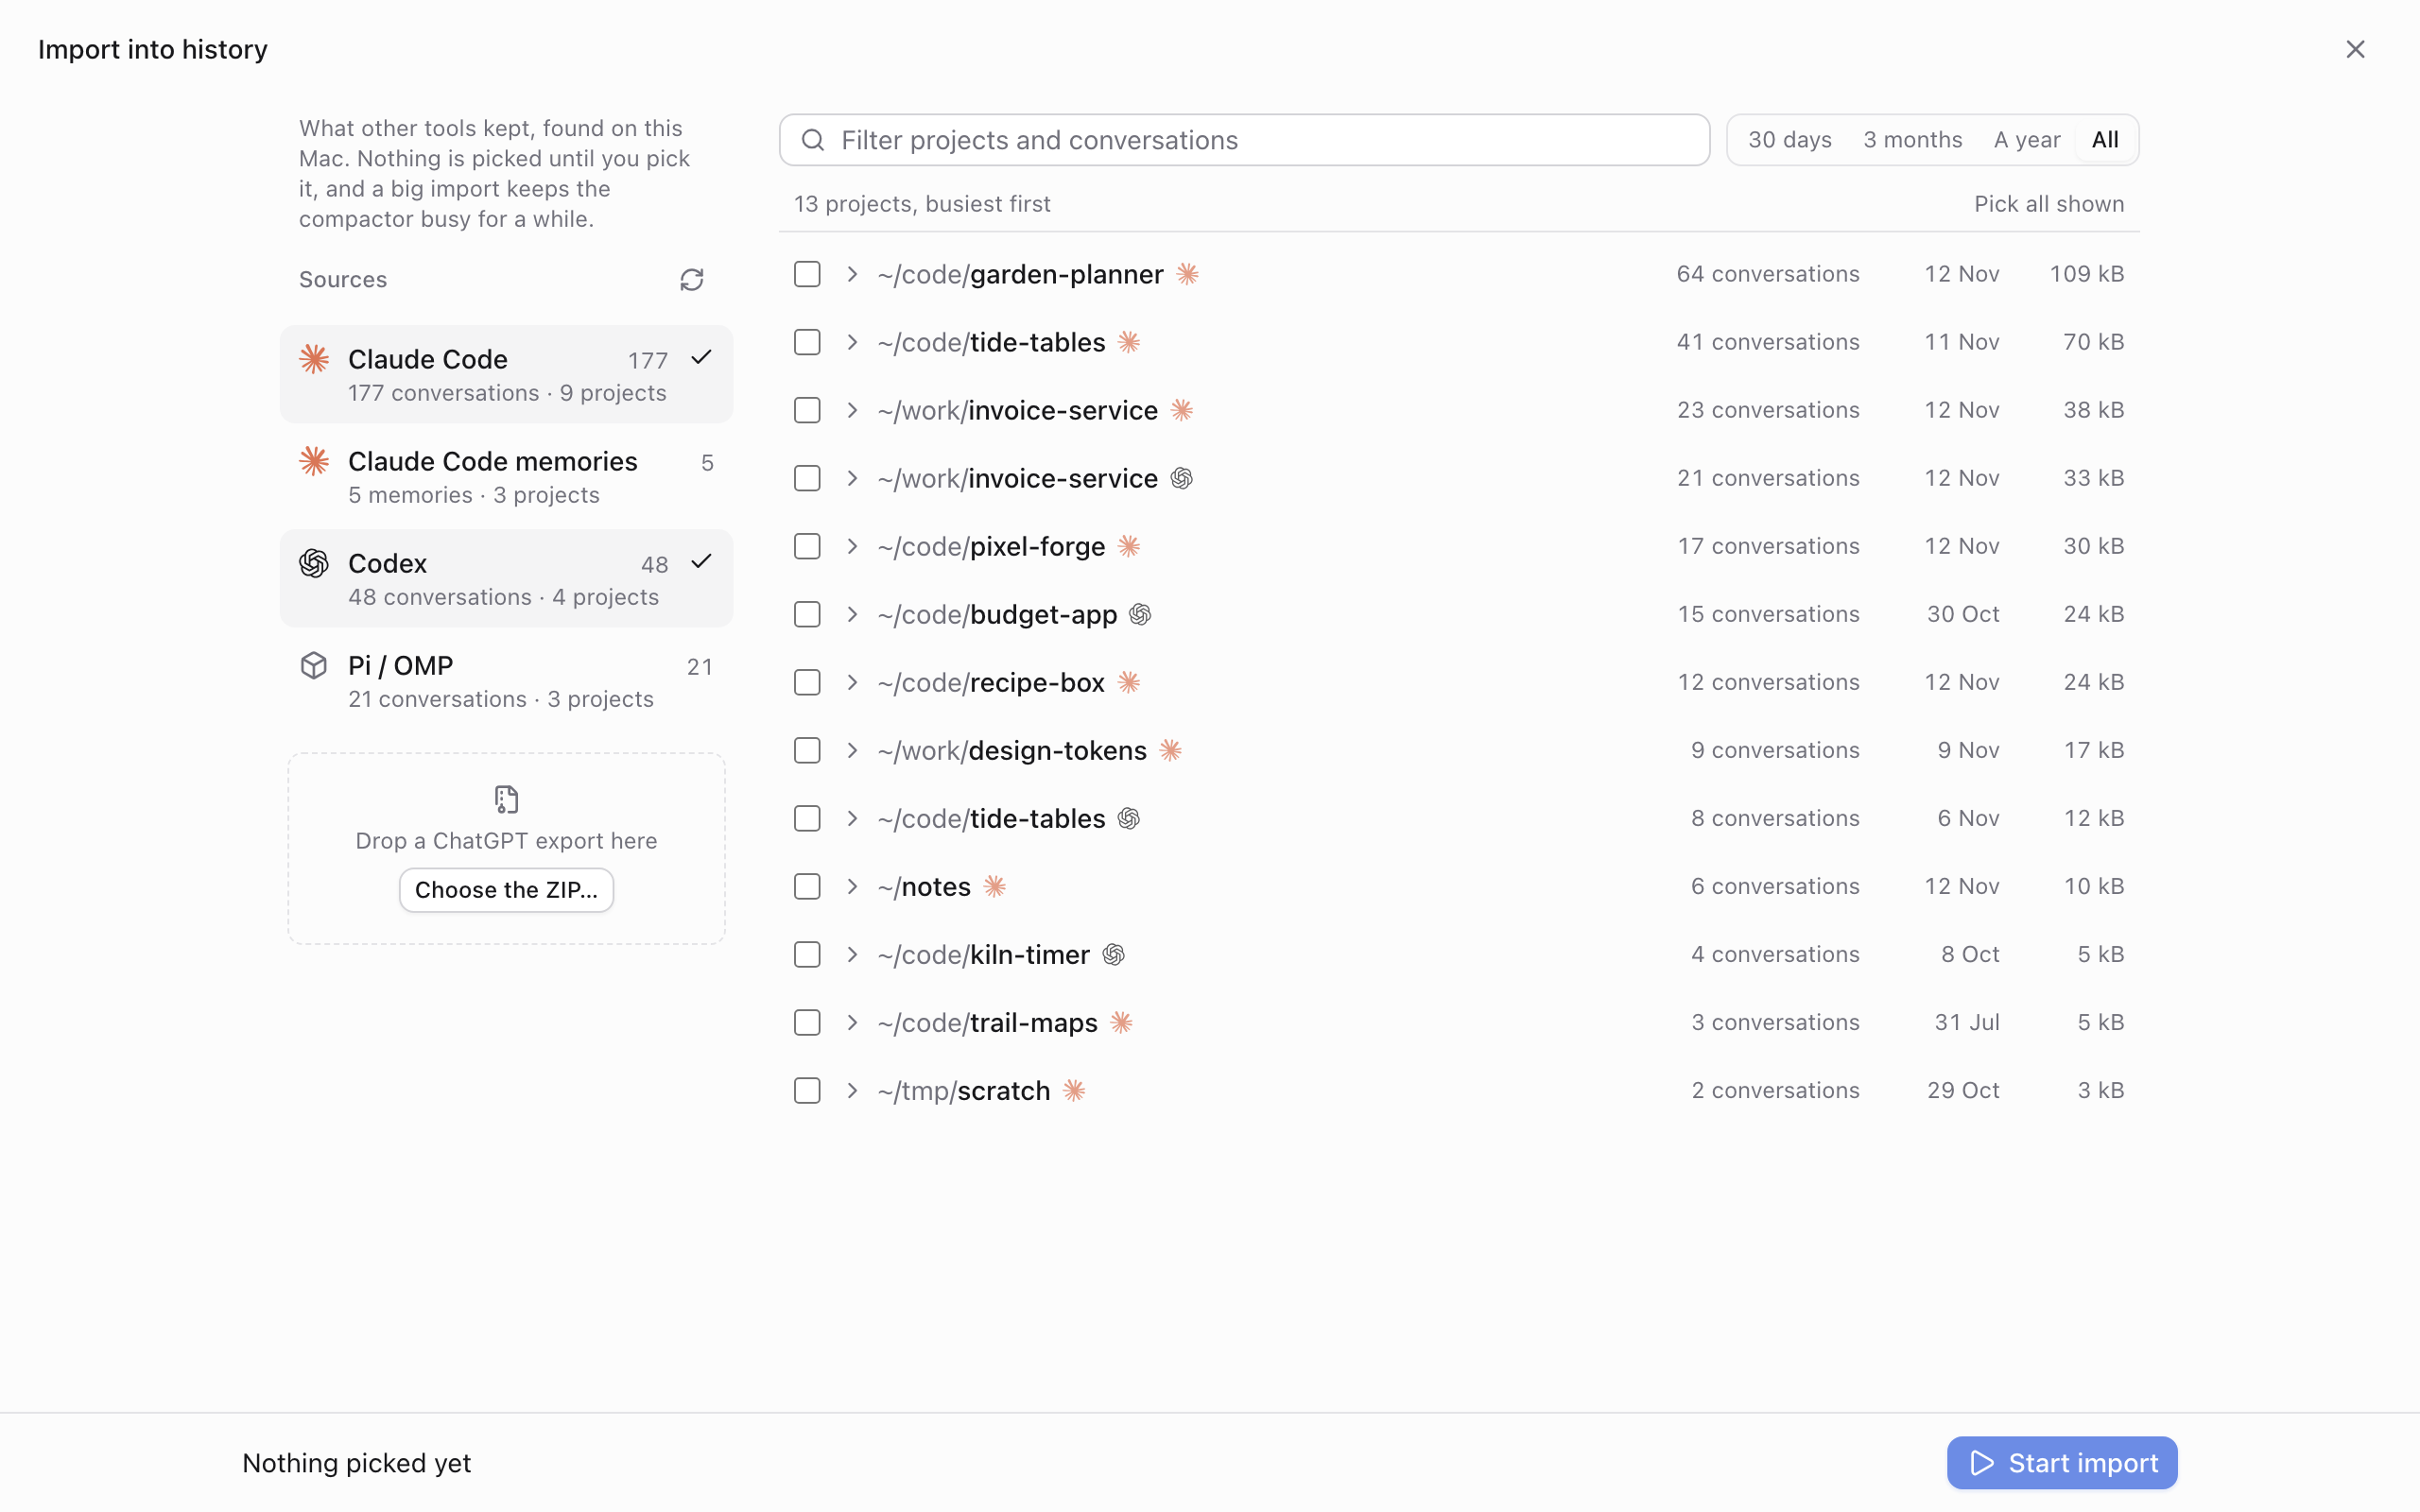 Import into history
What other tools kept, found on this
Mac. Nothing is picked until you pick
it, and a big import keeps the
compactor busy for a while.
Sources
Claude Code 177
177 conversations · 9 projects
Claude Code memories 5
5 memories · 3 projects
Codex 48
48 conversations · 4 projects
Pi / OMP 21
21 conversations · 3 projects
Drop a ChatGPT export here
Choose the ZIP...
Filter projects and conversations
30 days 3 months A year All
13 projects, busiest first Pick all shown
~/code/garden-planner 64 conversations 12 Nov 109 kB
~/code/tide-tables 41 conversations 11 Nov 70 kB
~/work/invoice-service 23 conversations 12 Nov 38 kB
~/work/invoice-service 21 conversations 12 Nov 33 kB
~/code/pixel-forge 17 conversations 12 Nov 30 kB
~/code/budget-app 15 conversations 30 Oct 24 kB
~/code/recipe-box 12 conversations 12 Nov 24 kB
~/work/design-tokens 9 conversations 9 Nov 17 kB
~/code/tide-tables 8 conversations 6 Nov 12 kB
~/notes 6 conversations 12 Nov 10 kB
~/code/kiln-timer 4 conversations 8 Oct 5 kB
~/code/trail-maps 3 conversations 31 Jul 5 kB
~/tmp/scratch 2 conversations 29 Oct 3 kB
Nothing picked yet
Start import